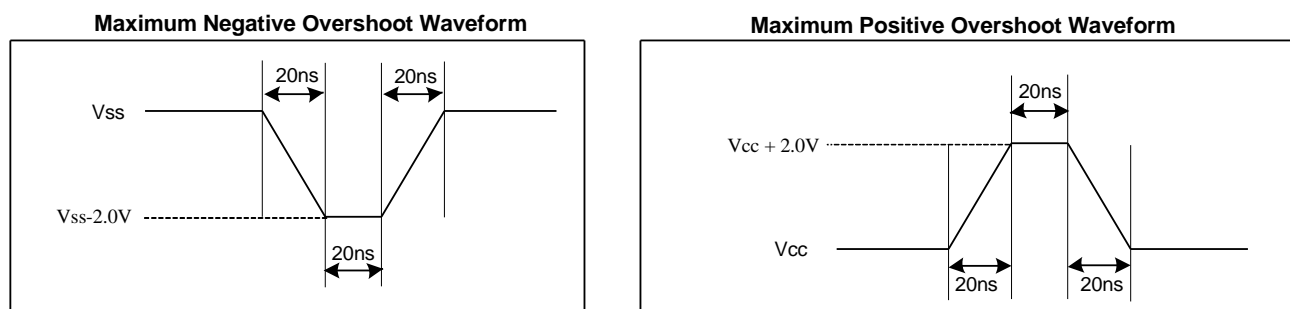 Maximum Negative Overshoot Waveform
20ns
20ns
Vss
Vss-2.0V
20ns
Maximum Positive Overshoot Waveform
20ns
Vcc + 2.0V
Vcc
20ns
20ns